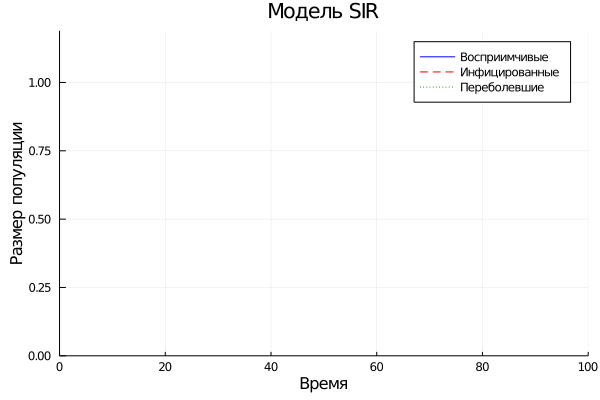 Модель SIR
Восприимчивые
Инфицированные
Переболевшие
Размер популяции
1.00
0.75
0.50
0.25
0.00
0 20 40 60 80 100
Время